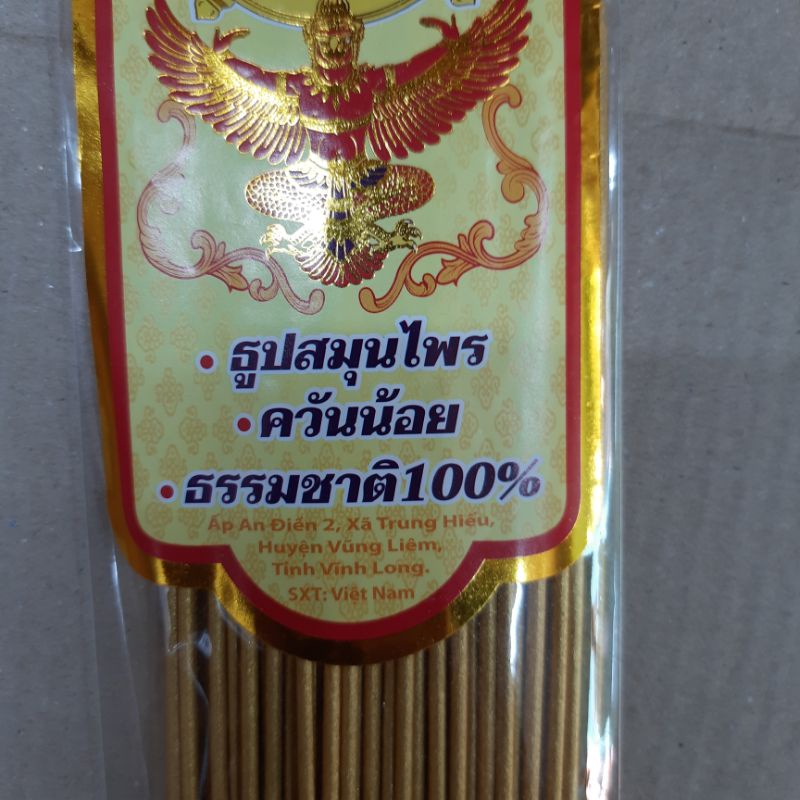 • ธูปสมุนไพร
• ควันน้อย
• ธรรมชาติ100%
Ấp An Điền 2, Xã Trung Hiếu,
Huyện Vũng Liêm,
Tỉnh Vĩnh Long.
SXT: Việt Nam